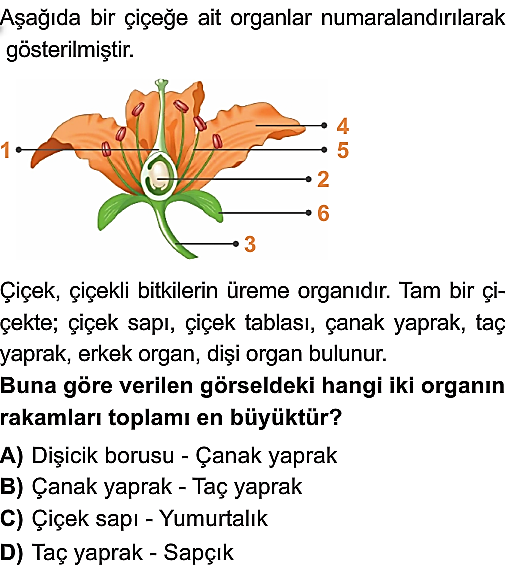 Aşağıda bir çiçeğe ait organlar numaralandırılarak
gösterilmiştir.
4
1
5
2
6
3
Çiçek, çiçekli bitkilerin üreme organıdır. Tam bir çi-
çekte; çiçek sapı, çiçek tablası, çanak yaprak, taç
yaprak, erkek organ, dişi organ bulunur.
Buna göre verilen görseldeki hangi iki organın
rakamları toplamı en büyüktür?
A) Dişicik borusu - Çanak yaprak
B) Çanak yaprak - Taç yaprak
C) Çiçek sapı - Yumurtalık
D) Taç yaprak - Sapçık